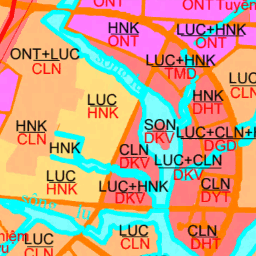 ONT Tuyên
HNK
ONT
LUC+HNK
ONT
ONT+LUC
CLN
LUC+HNK
TMD
LUC
CLN
LUC
HNK
HNK
DHT
HNK
CLN
SON
DKV
LUC+CLN+H
DGD
HNK
CLN
DKV
LUC+CLN
DKV
LUC
HNK
LUC+HNK
DKV
CLN
DYT
sông
LUC
CLN
LUC
CLN
CLN
DHT